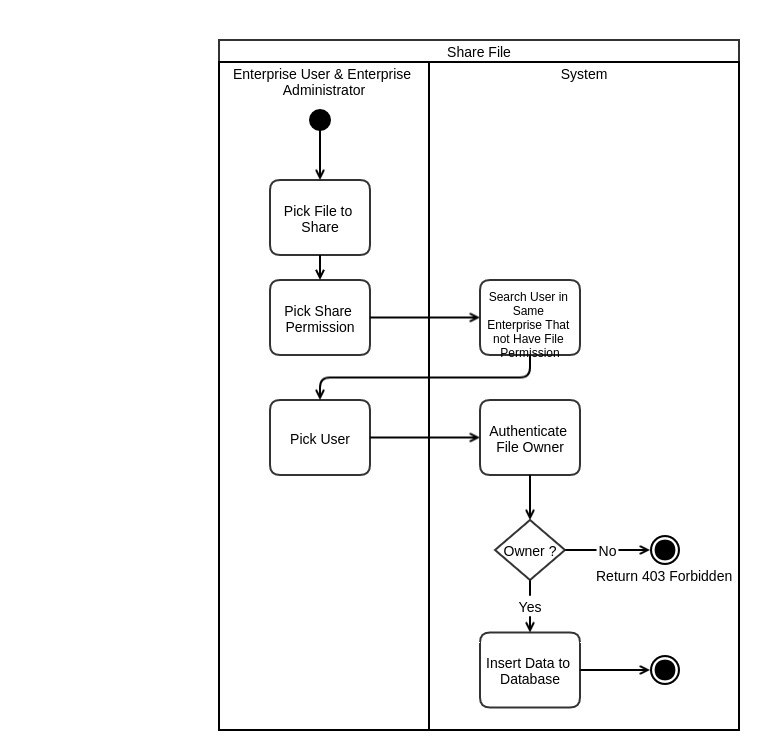 Share File
Enterprise User & Enterprise
Administrator
System
Pick File to
Share
Pick Share
Permission
Search User in
Same
Enterprise That
not Have File
Permission
Pick User
Authenticate
File Owner
Owner ?
No
Return 403 Forbidden
Yes
Insert Data to
Database